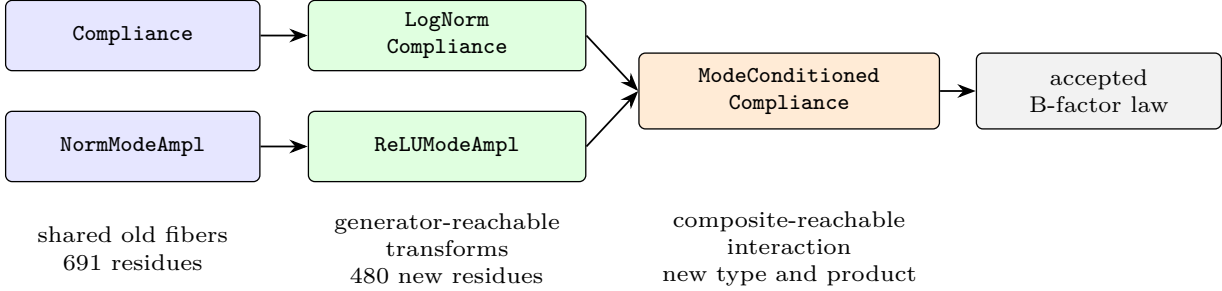 Compliance
LogNorm
Compliance
NormModeAmpl
ReLUModeAmpl
ModeConditioned
Compliance
accepted
B-factor law
shared old fibers
691 residues
generator-reachable
transforms
480 new residues
composite-reachable
interaction
new type and product